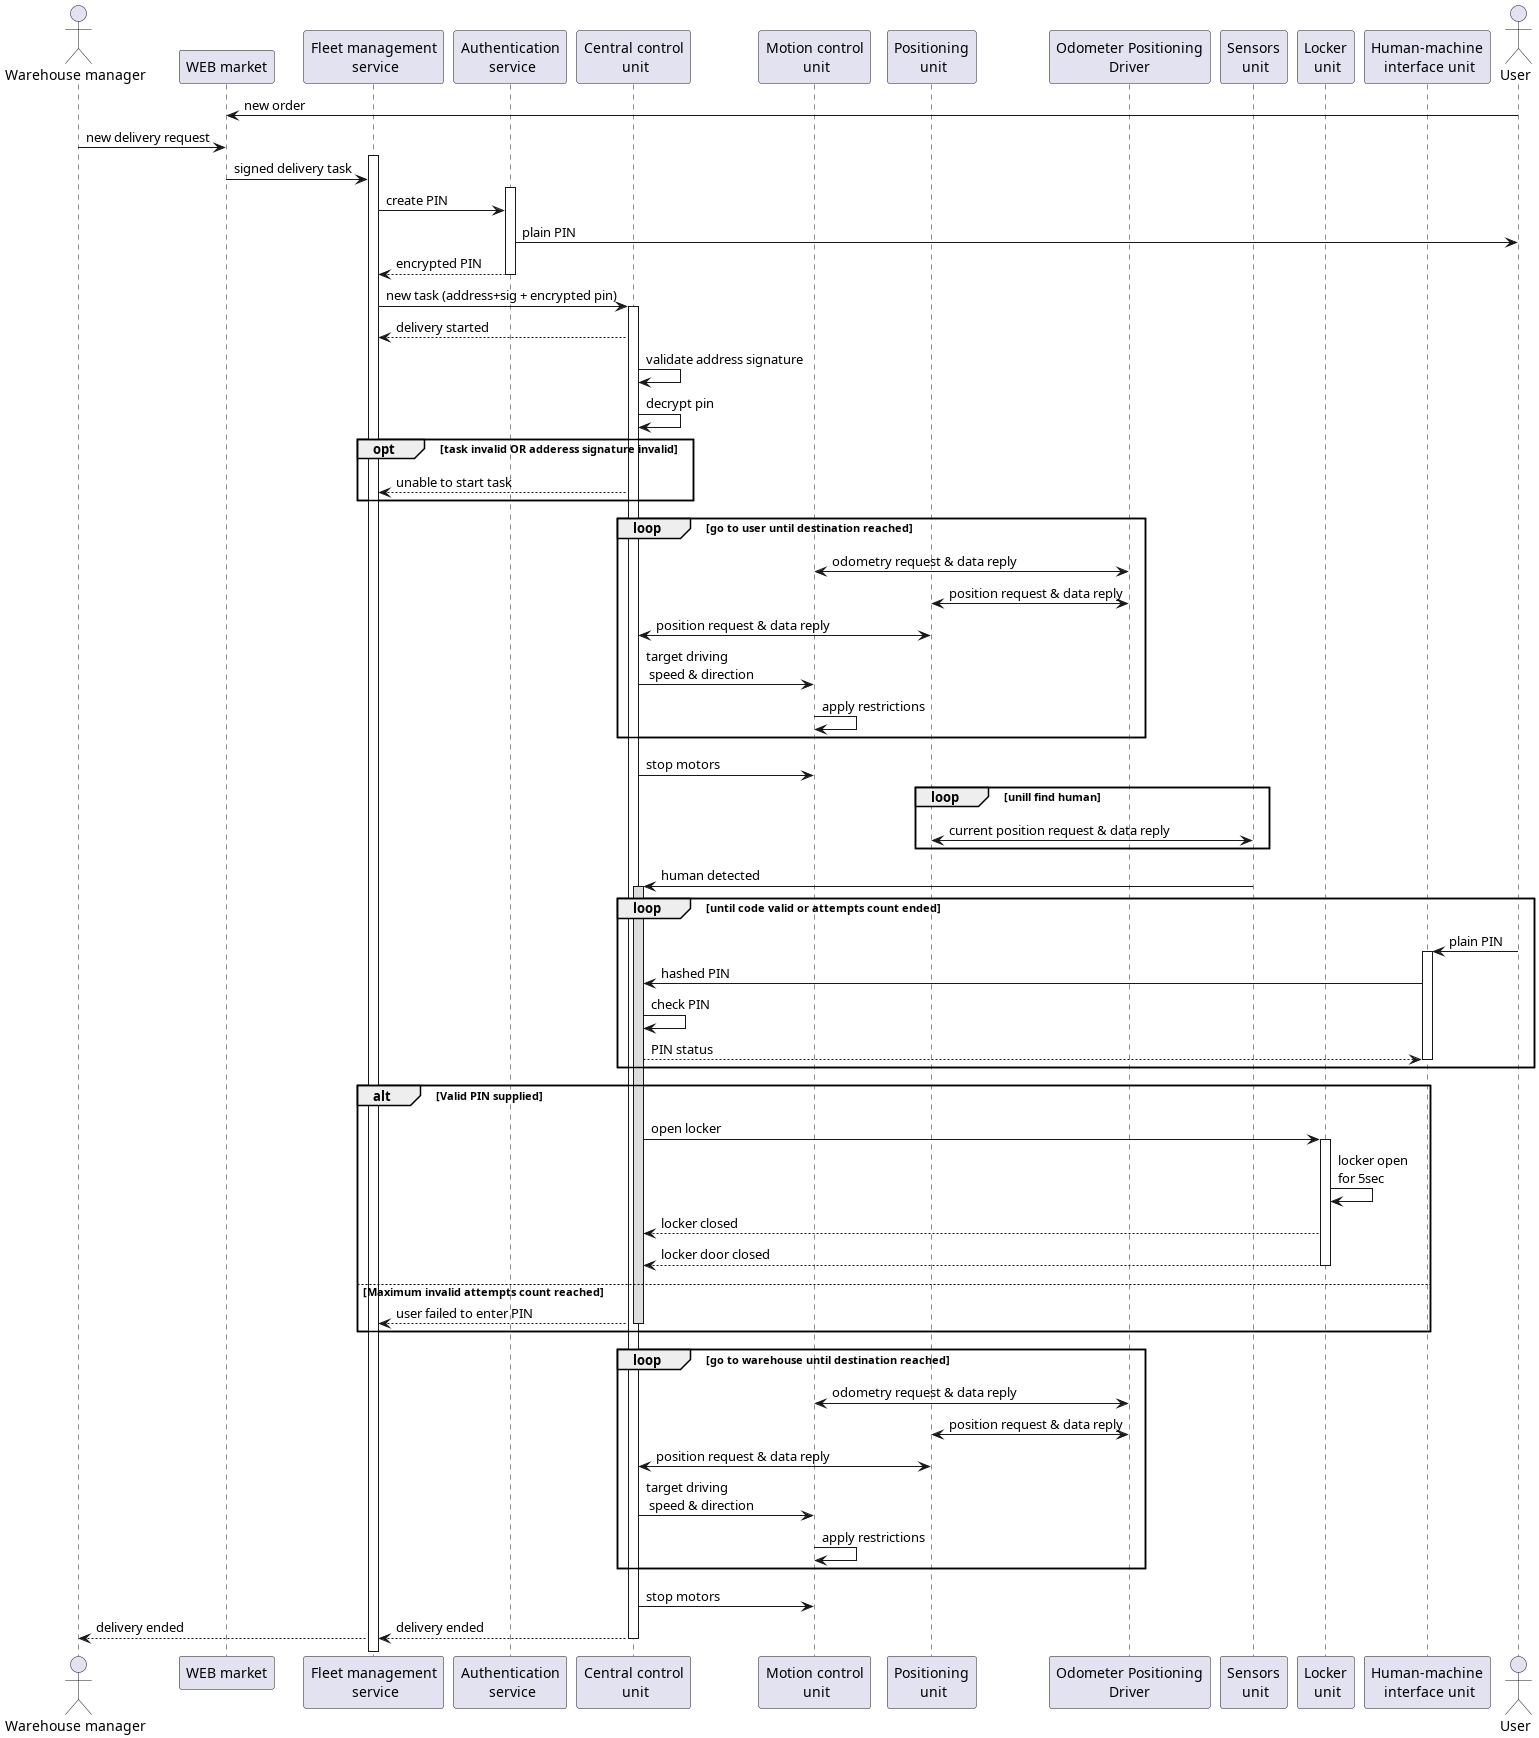 Warehouse manager
WEB market
Fleet management
service
Authentication
service
Central control
unit
Motion control
unit
Positioning
unit
Odometer Positioning
Driver
Sensors
unit
Locker
unit
Human-machine
interface unit
User
new order
new delivery request
signed delivery task
create PIN
plain PIN
encrypted PIN
new task (address+sig + encrypted pin)
delivery started
validate address signature
decrypt pin
opt [task invalid OR adderess signature invalid]
unable to start task
loop [go to user until destination reached]
odometry request & data reply
position request & data reply
position request & data reply
target driving
speed & direction
apply restrictions
stop motors
loop [unill find human]
current position request & data reply
human detected
loop [until code valid or attempts count ended]
plain PIN
hashed PIN
check PIN
PIN status
alt [Valid PIN supplied]
open locker
locker open
for 5sec
locker closed
locker door closed
[Maximum invalid attempts count reached]
user failed to enter PIN
loop [go to warehouse until destination reached]
odometry request & data reply
position request & data reply
position request & data reply
target driving
speed & direction
apply restrictions
stop motors
delivery ended
delivery ended
Warehouse manager
WEB market
Fleet management
service
Authentication
service
Central control
unit
Motion control
unit
Positioning
unit
Odometer Positioning
Driver
Sensors
unit
Locker
unit
Human-machine
interface unit
User